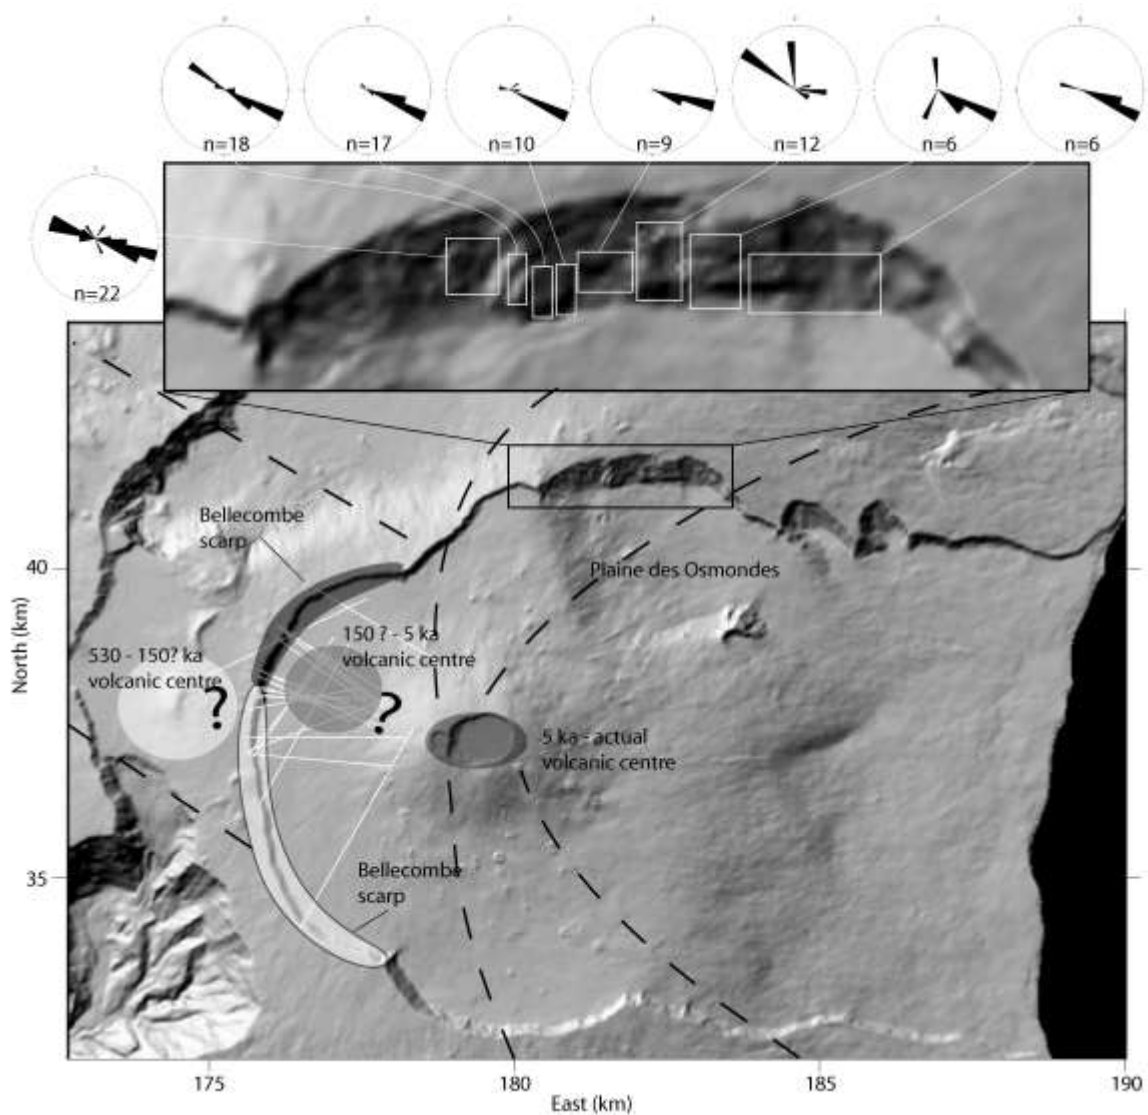 n=18
n=17
n=10
n=9
n=12
n=6
n=6
n=22
Bellecombe
scarp
40
Plaine des Osmondes
150 ? - 5 ka
volcanic centre
530 - 150? ka
volcanic centre
?
?
North (km)
5 ka - actual
volcanic centre
35
Bellecombe
scarp
175
180
185
190
East (km)